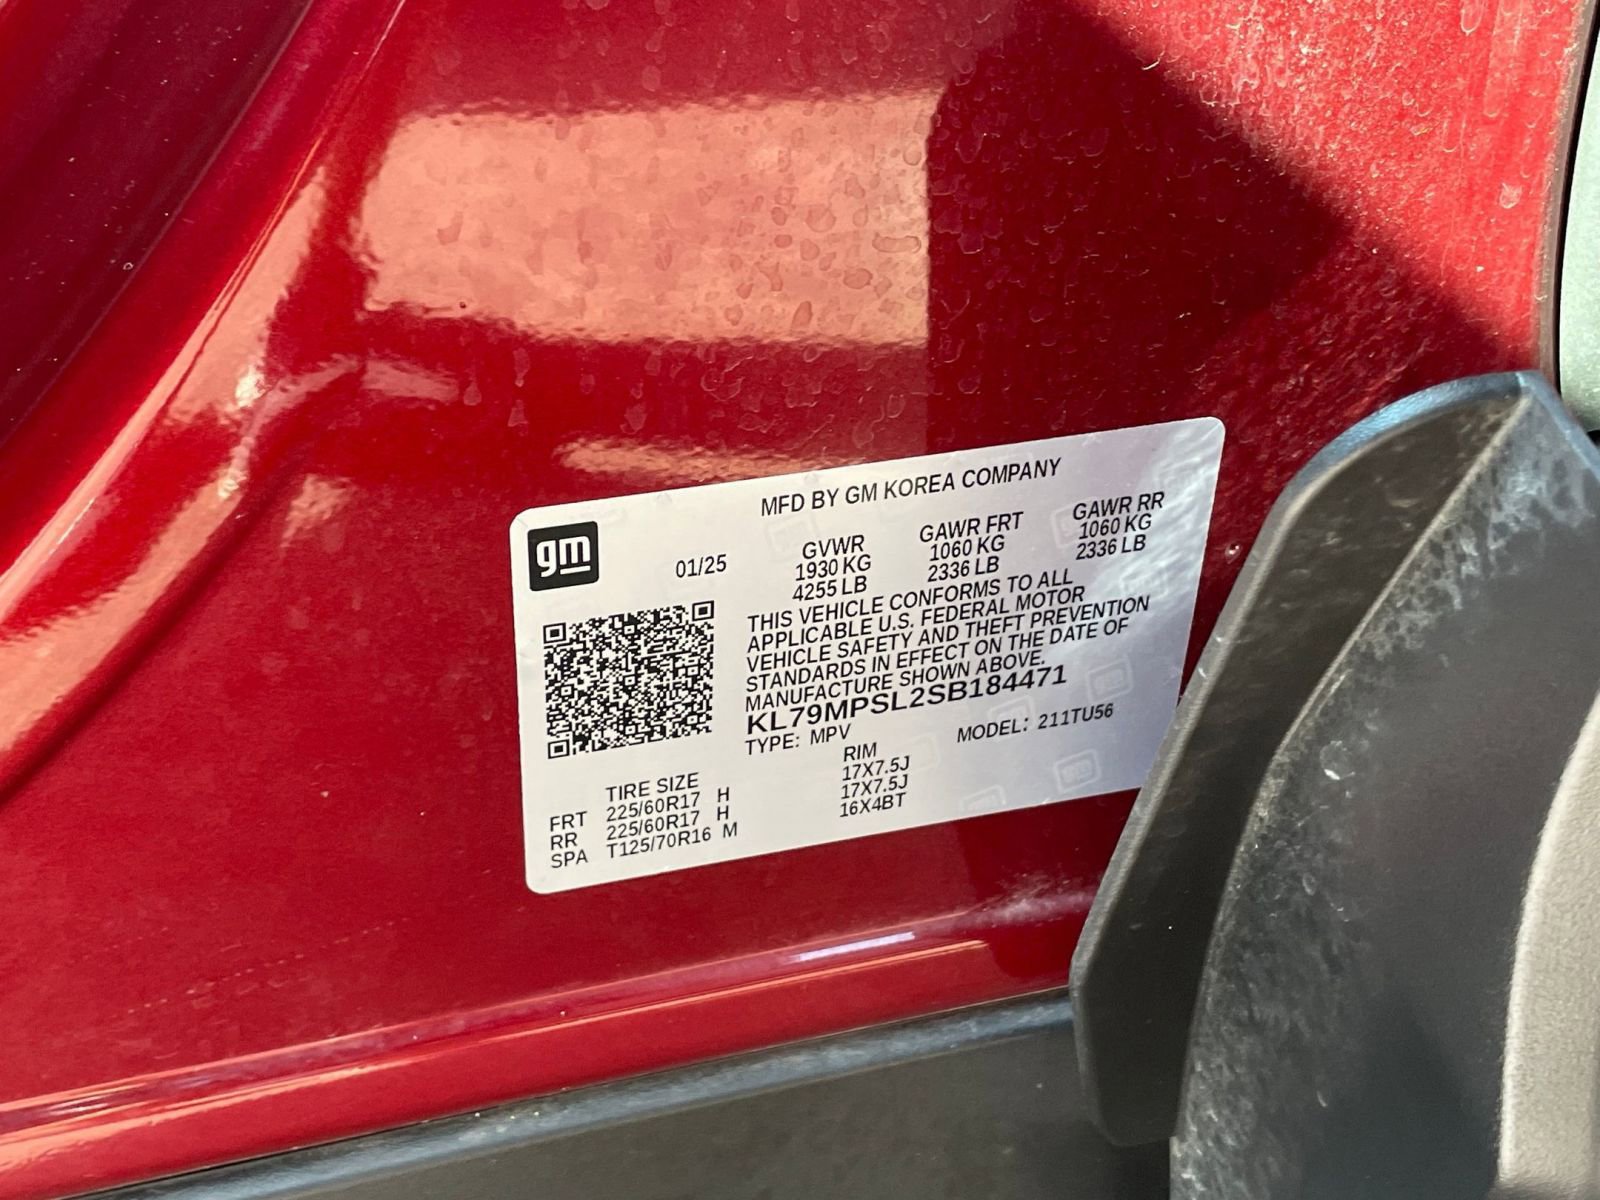 MFD BY GM KOREA COMPANY
gm
01/25
GVWR
1930 KG
4255 LB
GAWR FRT
1060 KG
2336 LB
GAWR RR
1060 KG
2336 LB
THIS VEHICLE CONFORMS TO ALL
APPLICABLE U.S. FEDERAL MOTOR
VEHICLE SAFETY AND THEFT PREVENTION
STANDARDS IN EFFECT ON THE DATE OF
MANUFACTURE SHOWN ABOVE.
KL79MPSL2SB184471
TYPE: MPV
MODEL: 211TU56
TIRE SIZE
RIM
FRT 225/60R17 H 17X7.5J
RR 225/60R17 H 17X7.5J
SPA T125/70R16 M 16X4BT